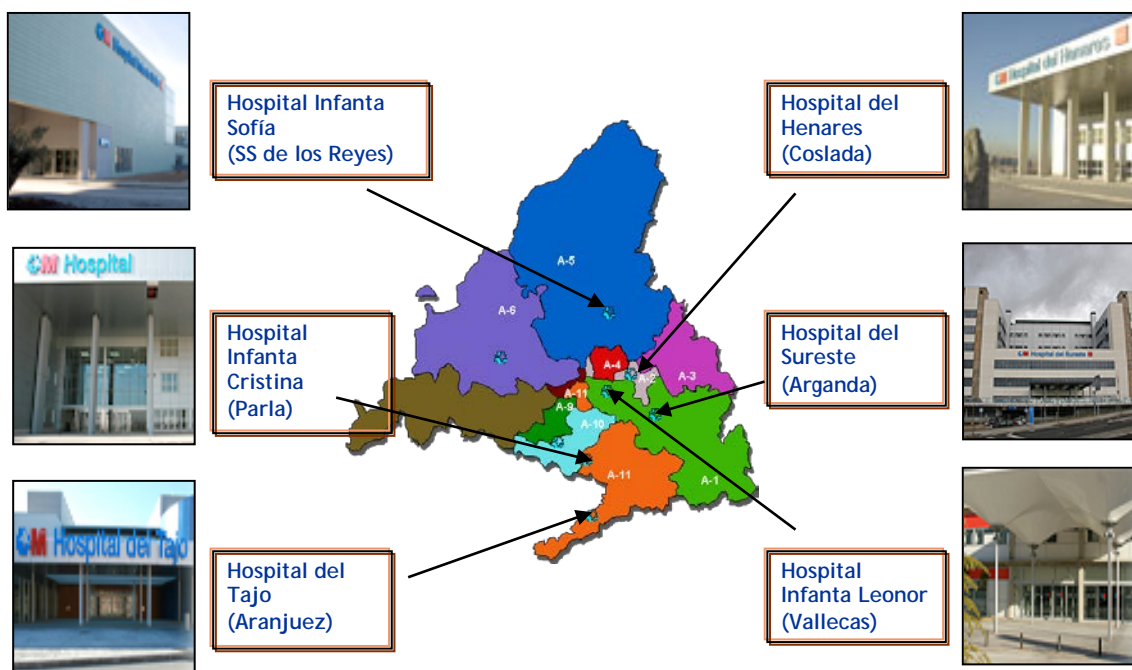 Hospital Infanta
Sofía
(SS de los Reyes)
Hospital del
Henares
(Coslada)
Hospital del Henares
M Hospital
Hospital
Infanta
Cristina
(Parla)
Hospital del
Sureste
(Arganda)
Hospital del Sureste
M Hospital del Tajo
Hospital del
Tajo
(Aranjuez)
Hospital
Infanta Leonor
(Vallecas)
A-5
A-6
A-4
A-2
A-3
A-11
A-9
A-10
A-11
A-1